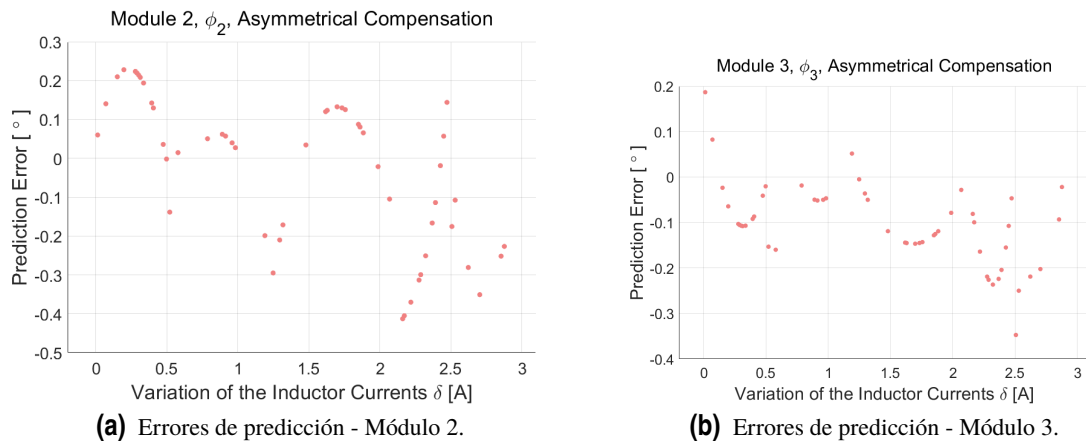 Module 2, ϕ2, Asymmetrical Compensation
0.3
0.2
0.1
0
-0.1
-0.2
-0.3
-0.4
-0.5
Prediction Error [ ° ]
0 0.5 1 1.5 2 2.5 3
Variation of the Inductor Currents δ [A]
(a) Errores de predicción - Módulo 2.
Module 3, ϕ3, Asymmetrical Compensation
0.2
0.1
0
-0.1
-0.2
-0.3
-0.4
Prediction Error [ ° ]
0 0.5 1 1.5 2 2.5 3
Variation of the Inductor Currents δ [A]
(b) Errores de predicción - Módulo 3.